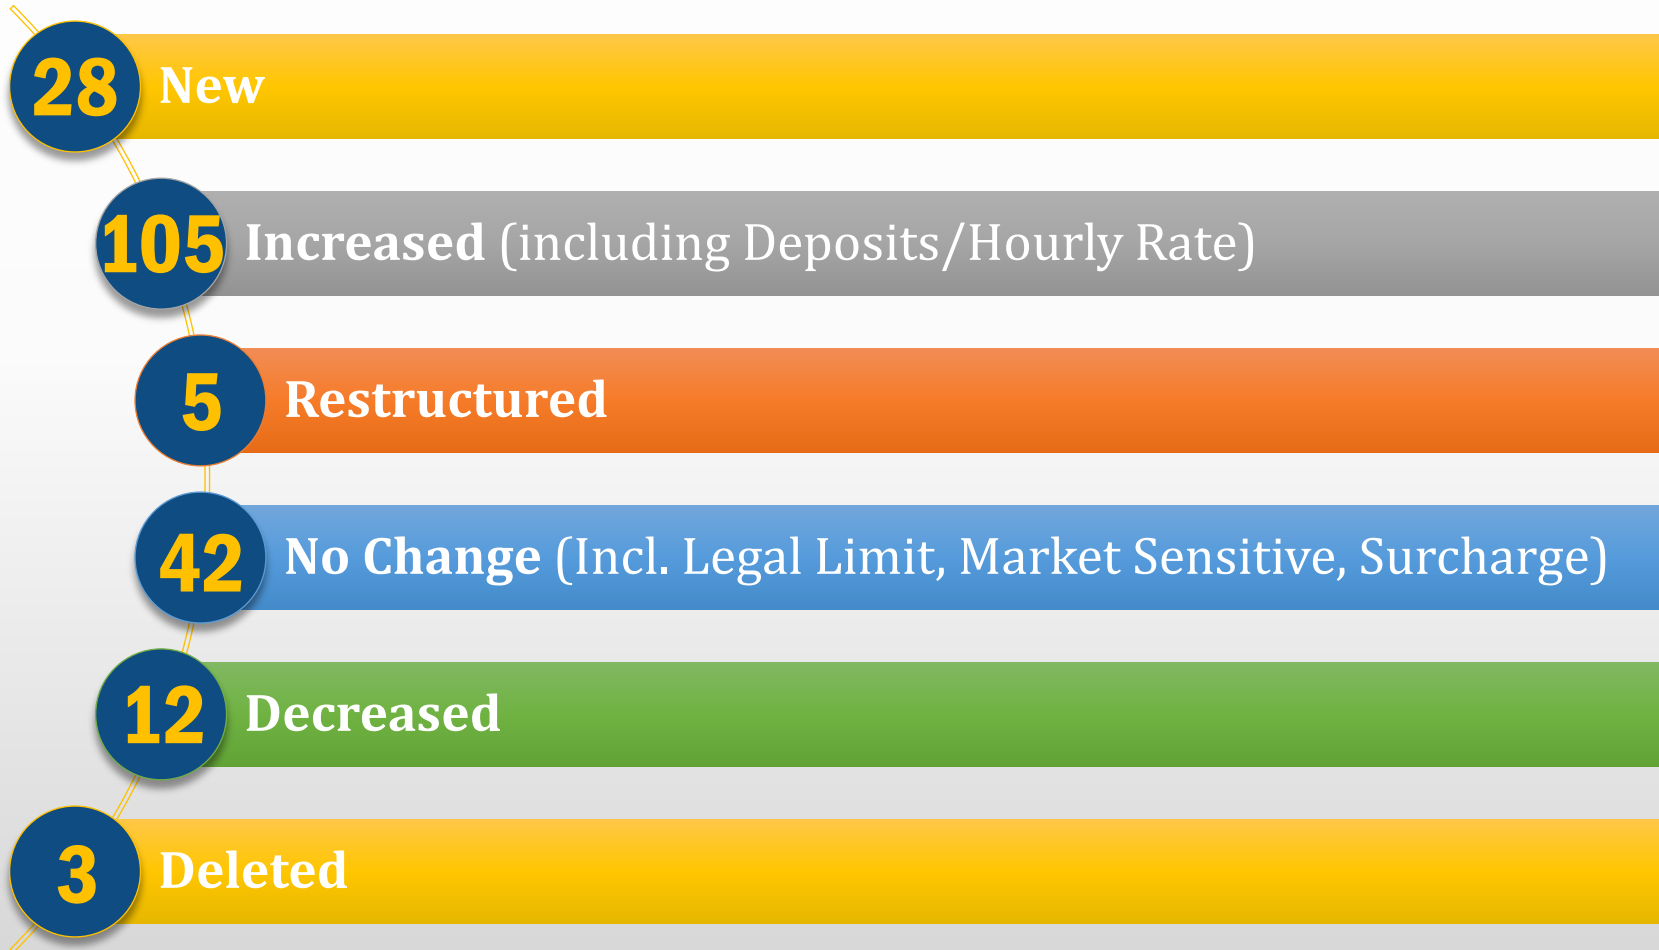 28 New
105 Increased (including Deposits/Hourly Rate)
5 Restructured
42 No Change (Incl. Legal Limit, Market Sensitive, Surcharge)
12 Decreased
3 Deleted